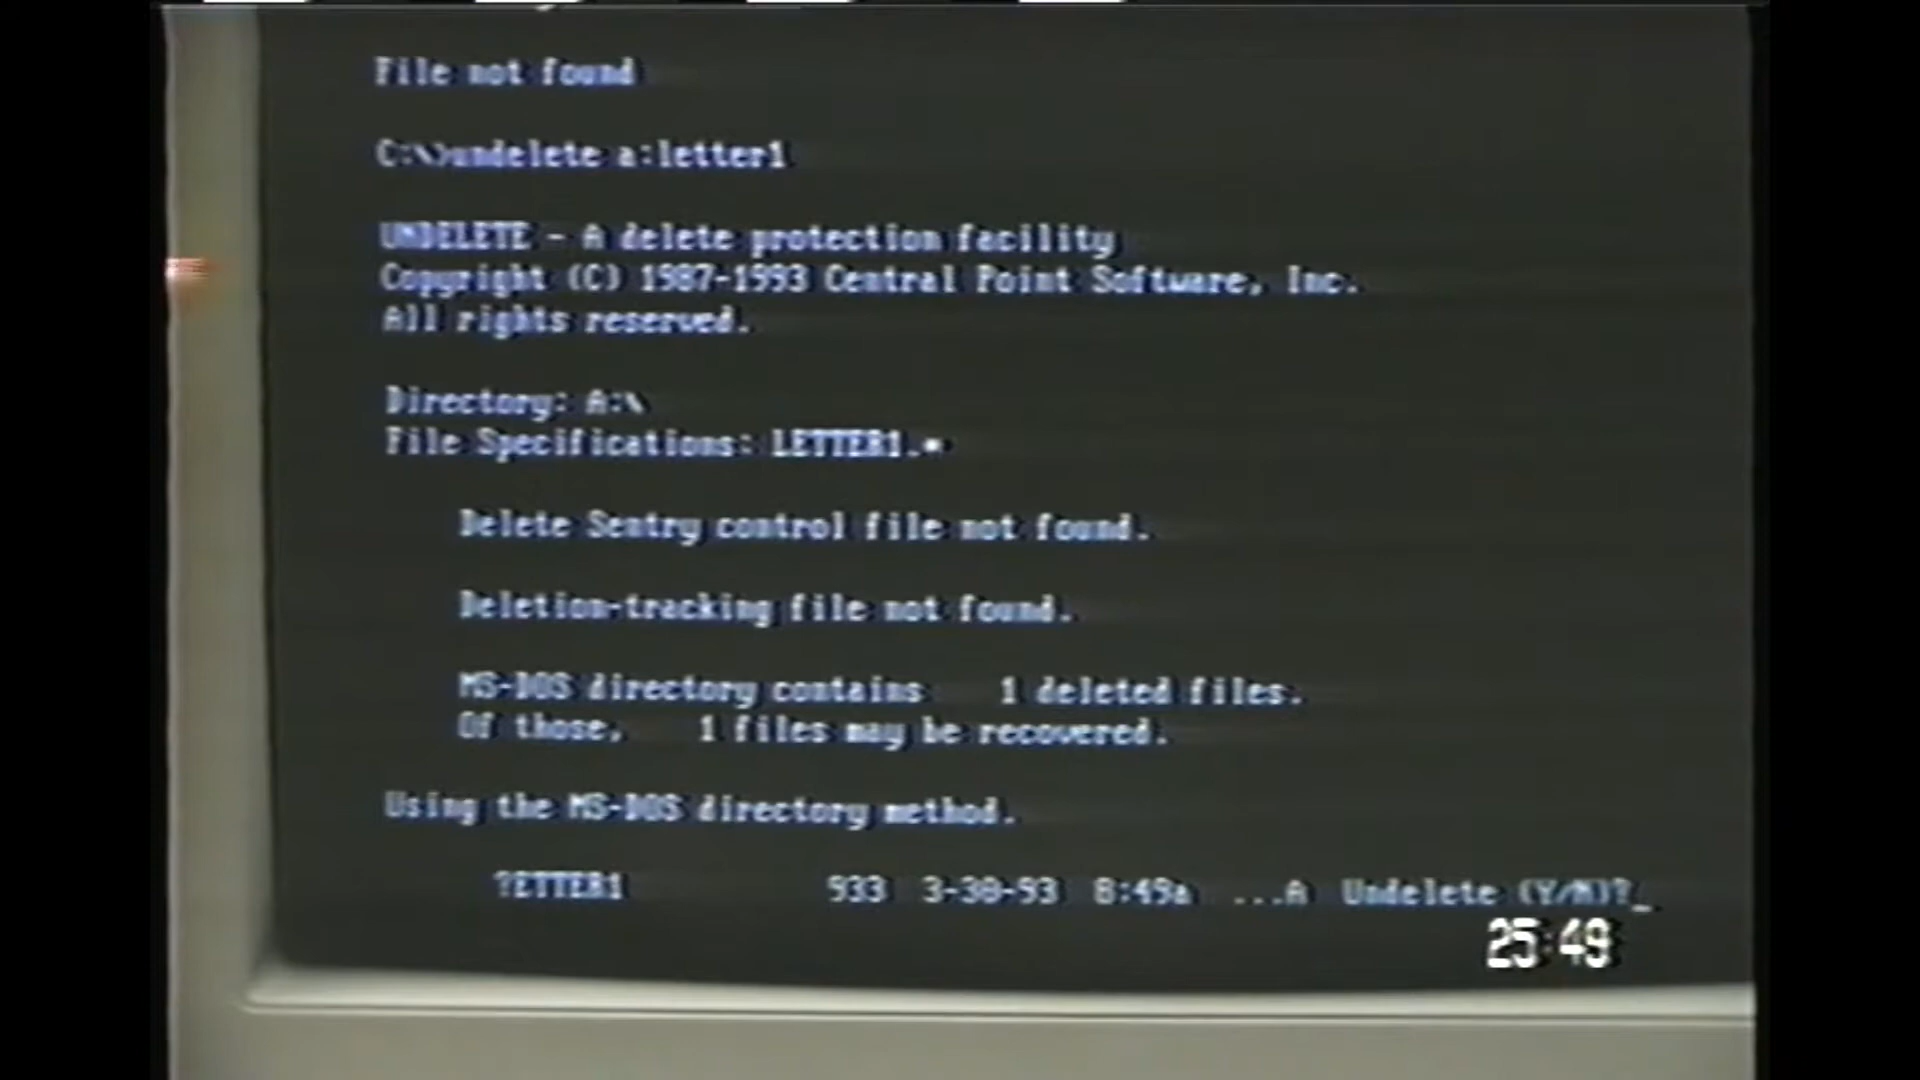 File not found
C:\>undelete a:letter1
UNDELETE - A delete protection facility
Copyright (C) 1987-1993 Central Point Software, Inc.
All rights reserved.
Directory: A:\
File Specifications: LETTER1.*
Delete Sentry control file not found.
Deletion-tracking file not found.
MS-DOS directory contains 1 deleted files.
Of those, 1 files may be recovered.
Using the MS-DOS directory method.
?ETTER1 933 3-30-93 8:49a ...A Undelete (Y/N)?_
25:49